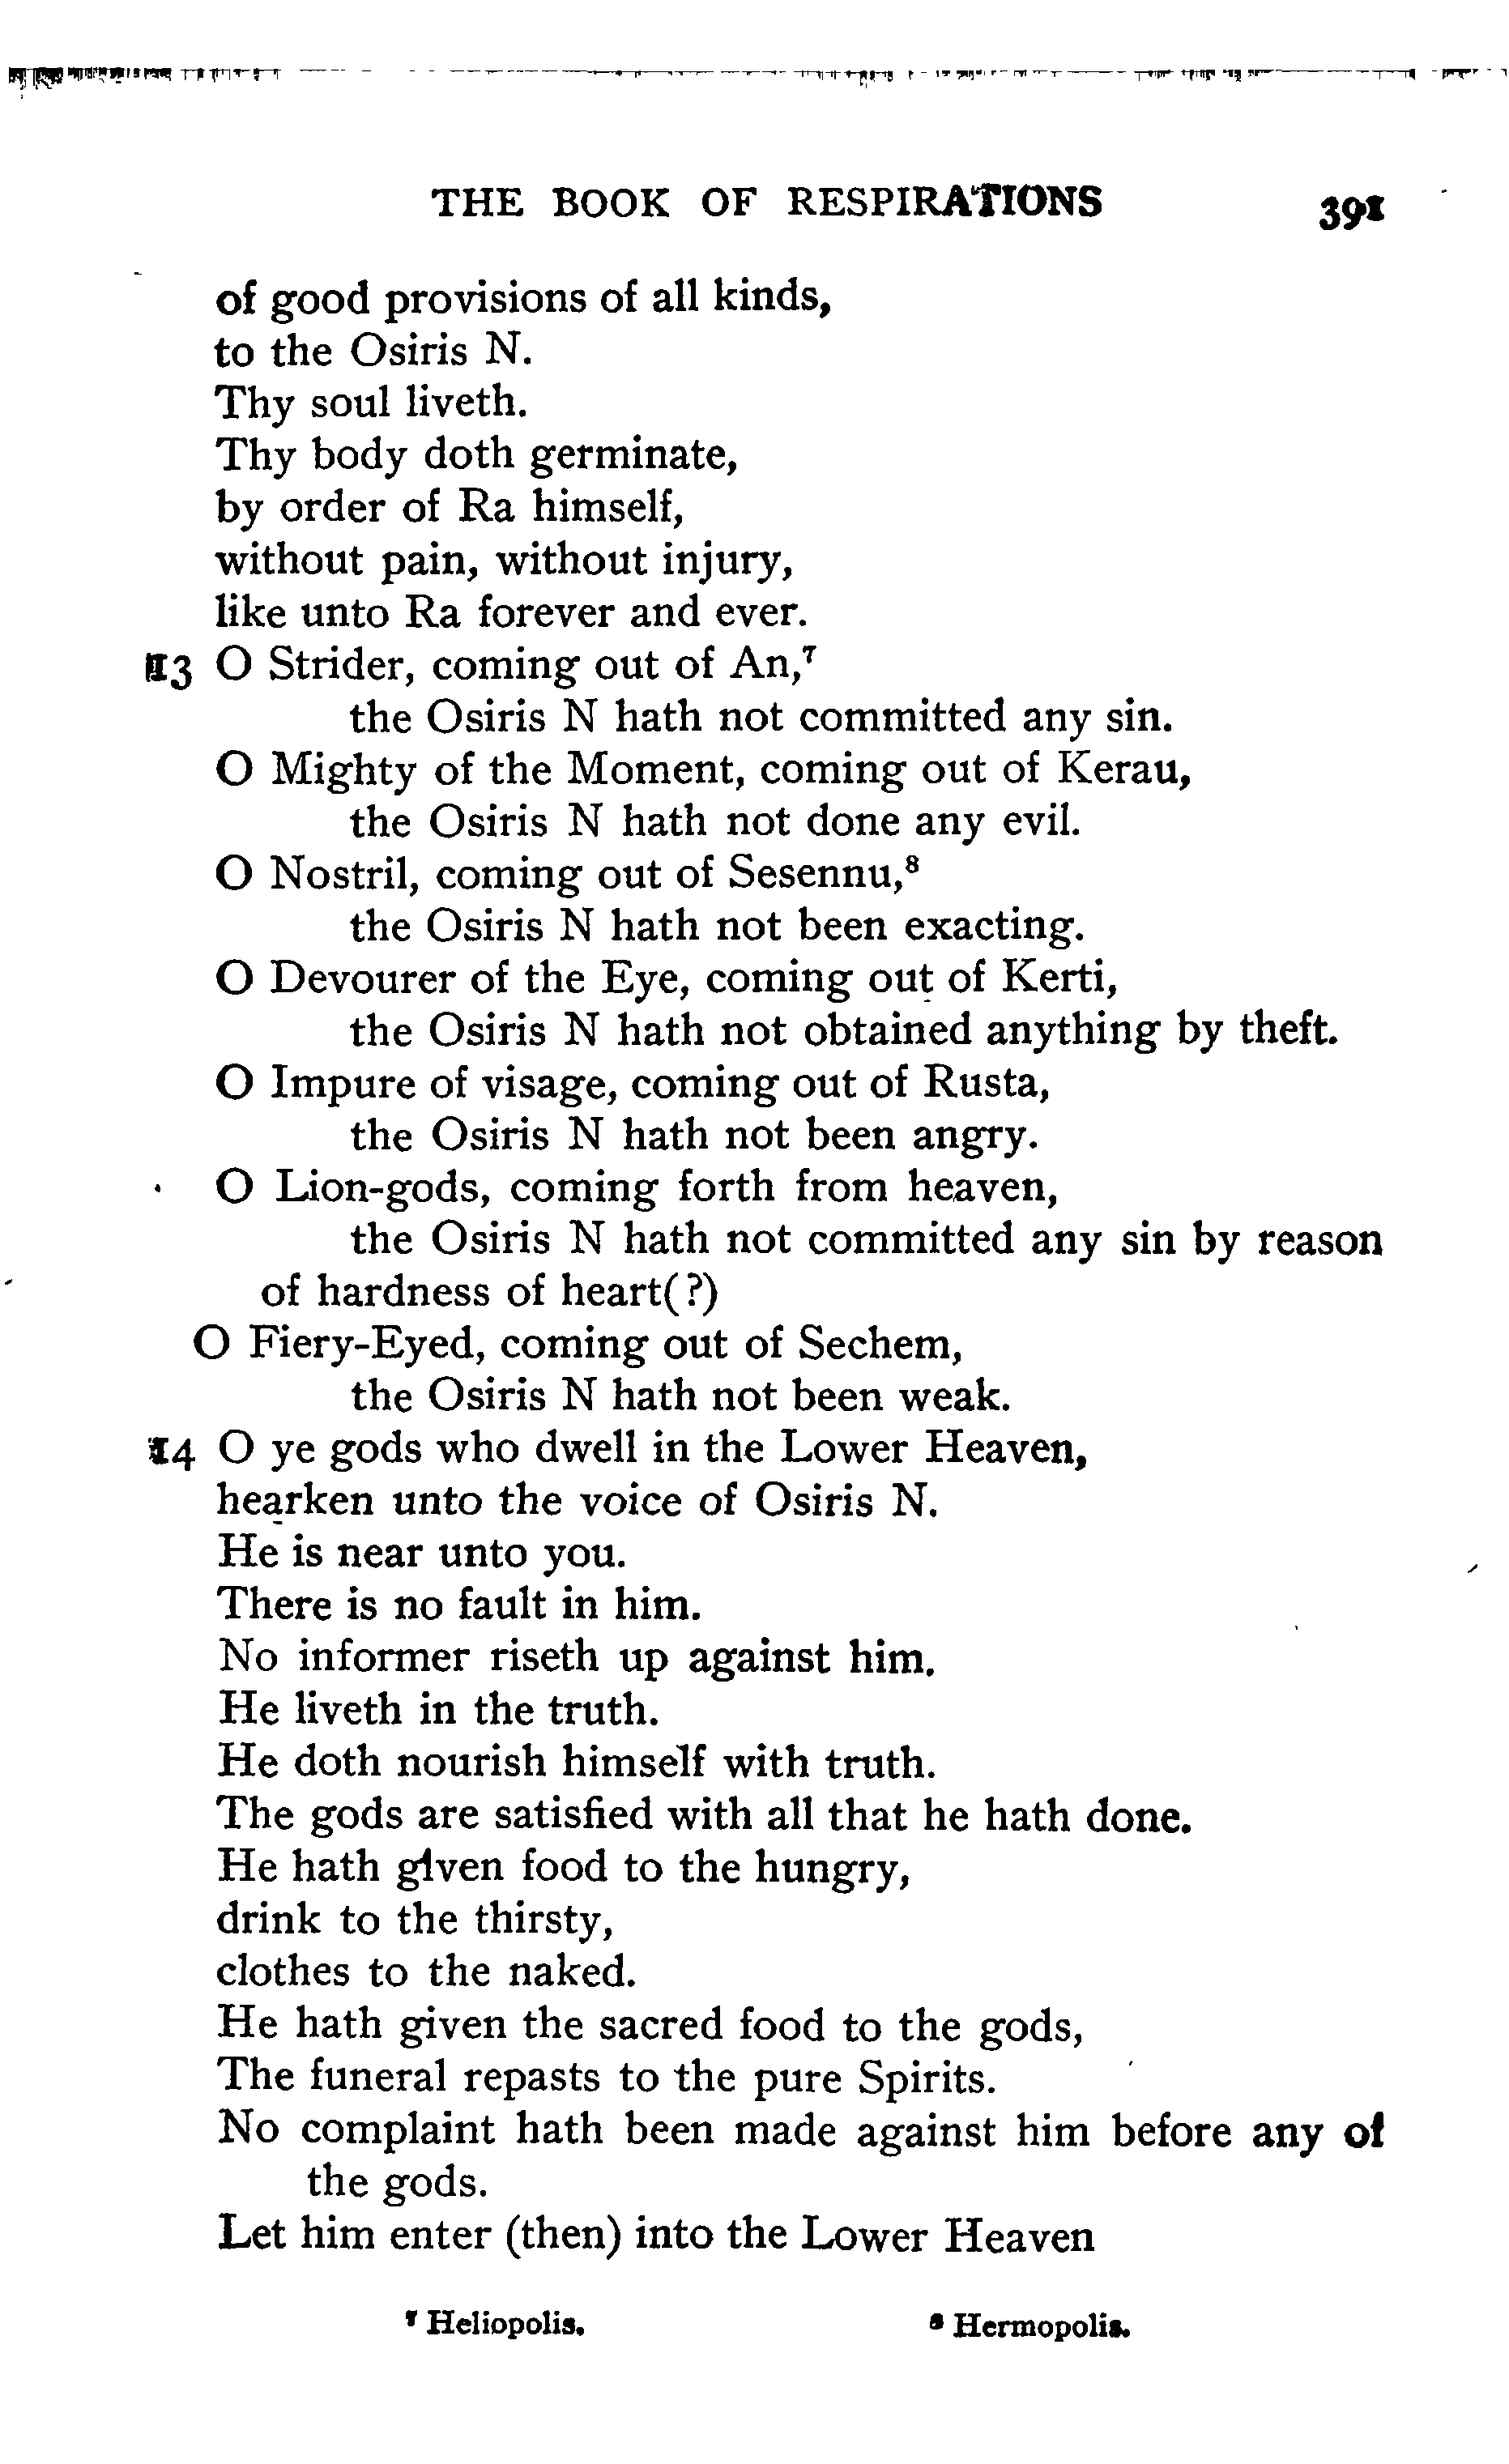 THE BOOK OF RESPIRATIONS 391
of good provisions of all kinds,
to the Osiris N.
Thy soul liveth.
Thy body doth germinate,
by order of Ra himself,
without pain, without injury,
like unto Ra forever and ever.
13 O Strider, coming out of An,⁷
the Osiris N hath not committed any sin.
O Mighty of the Moment, coming out of Kerau,
the Osiris N hath not done any evil.
O Nostril, coming out of Sesennu,⁸
the Osiris N hath not been exacting.
O Devourer of the Eye, coming out of Kerti,
the Osiris N hath not obtained anything by theft.
O Impure of visage, coming out of Rusta,
the Osiris N hath not been angry.
O Lion-gods, coming forth from heaven,
the Osiris N hath not committed any sin by reason
of hardness of heart(?)
O Fiery-Eyed, coming out of Sechem,
the Osiris N hath not been weak.
14 O ye gods who dwell in the Lower Heaven,
hearken unto the voice of Osiris N.
He is near unto you.
There is no fault in him.
No informer riseth up against him.
He liveth in the truth.
He doth nourish himself with truth.
The gods are satisfied with all that he hath done.
He hath given food to the hungry,
drink to the thirsty,
clothes to the naked.
He hath given the sacred food to the gods,
The funeral repasts to the pure Spirits.
No complaint hath been made against him before any of
the gods.
Let him enter (then) into the Lower Heaven
⁷ Heliopolis. ⁸ Hermopolis.